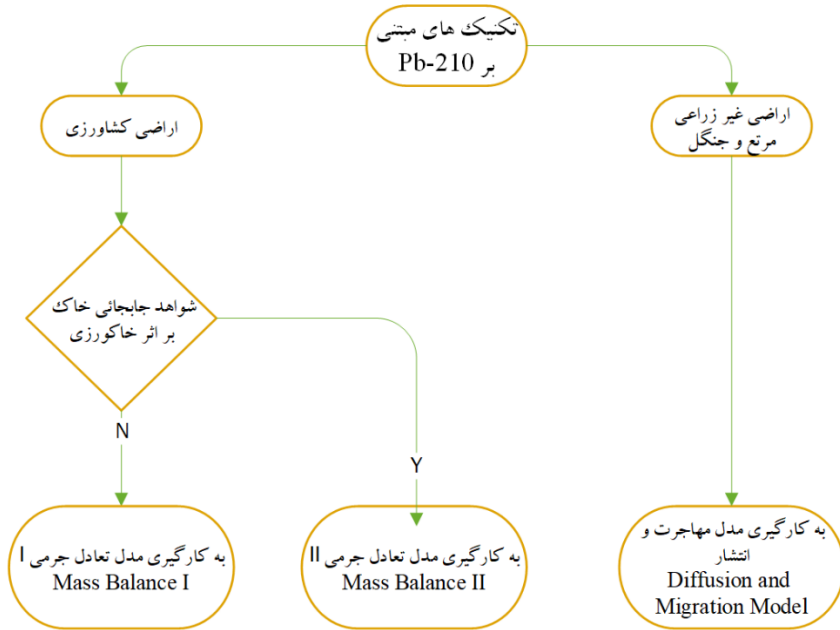 تكنيك های مبتنی
بر Pb-210
اراضی غیر زراعی
مرتع و جنگل
اراضی کشاورزی
شواهد جابجائی خاک
بر اثر خاکورزی
N
Y
به کارگیری مدل مهاجرت و
انتشار
Diffusion and
Migration Model
به کارگیری مدل تعادل جرمی II
Mass Balance II
به کارگیری مدل تعادل جرمی I
Mass Balance I